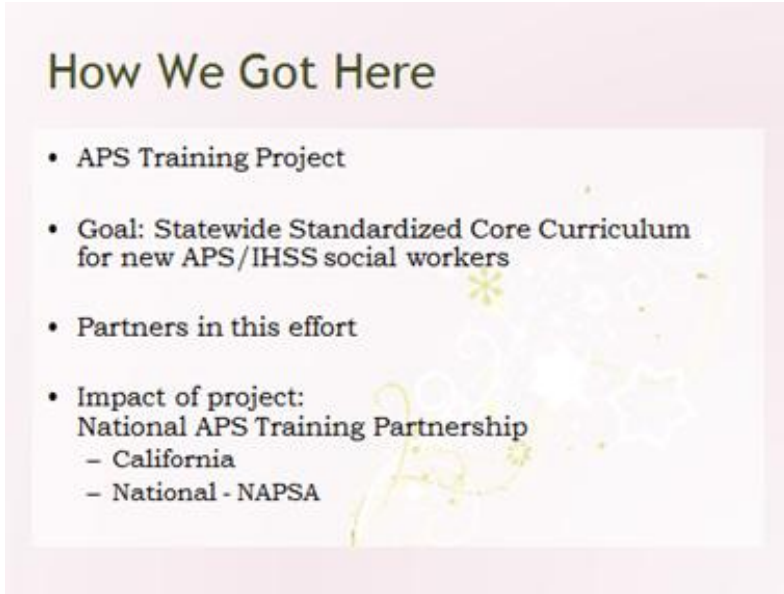 How We Got Here
• APS Training Project
• Goal: Statewide Standardized Core Curriculum
for new APS/IHSS social workers
• Partners in this effort
• Impact of project:
National APS Training Partnership
– California
– National - NAPSA